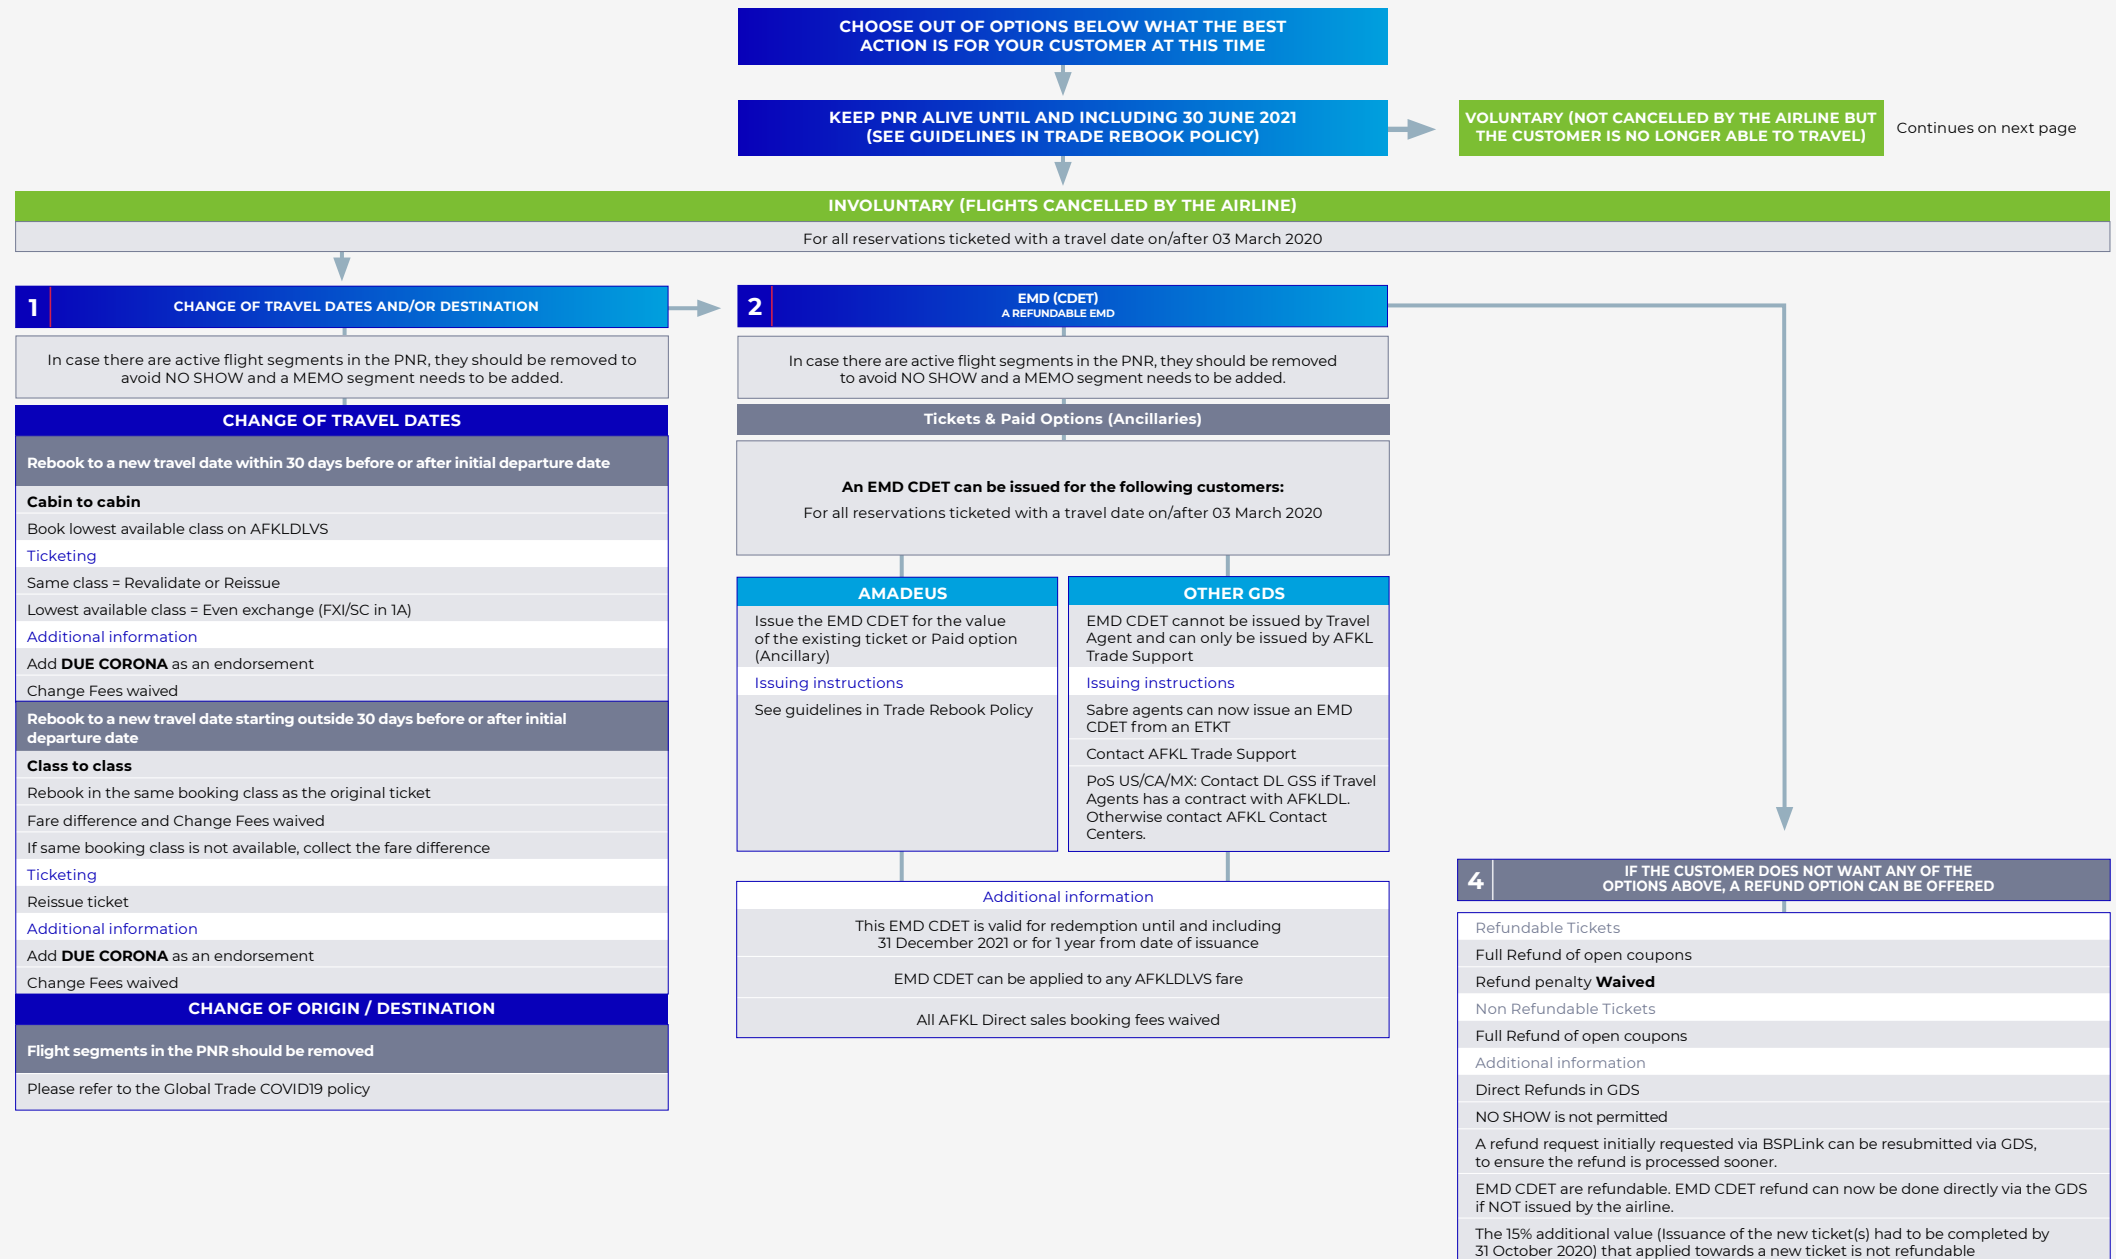 CHOOSE OUT OF OPTIONS BELOW WHAT THE BEST
ACTION IS FOR YOUR CUSTOMER AT THIS TIME
KEEP PNR ALIVE UNTIL AND INCLUDING 30 JUNE 2021
(SEE GUIDELINES IN TRADE REBOOK POLICY)
VOLUNTARY (NOT CANCELLED BY THE AIRLINE BUT
THE CUSTOMER IS NO LONGER ABLE TO TRAVEL)
Continues on next page
INVOLUNTARY (FLIGHTS CANCELLED BY THE AIRLINE)
For all reservations ticketed with a travel date on/after 03 March 2020
1
CHANGE OF TRAVEL DATES AND/OR DESTINATION
In case there are active flight segments in the PNR, they should be removed to
avoid NO SHOW and a MEMO segment needs to be added.
CHANGE OF TRAVEL DATES
Rebook to a new travel date within 30 days before or after initial departure date
Cabin to cabin
Book lowest available class on AFKLDLVS
Ticketing
Same class = Revalidate or Reissue
Lowest available class = Even exchange (FXI/SC in 1A)
Additional information
Add DUE CORONA as an endorsement
Change Fees waived
Rebook to a new travel date starting outside 30 days before or after initial
departure date
Class to class
Rebook in the same booking class as the original ticket
Fare difference and Change Fees waived
If same booking class is not available, collect the fare difference
Ticketing
Reissue ticket
Additional information
Add DUE CORONA as an endorsement
Change Fees waived
CHANGE OF ORIGIN / DESTINATION
Flight segments in the PNR should be removed
Please refer to the Global Trade COVID19 policy
2
EMD (CDET)
A REFUNDABLE EMD
In case there are active flight segments in the PNR, they should be removed
to avoid NO SHOW and a MEMO segment needs to be added.
Tickets & Paid Options (Ancillaries)
An EMD CDET can be issued for the following customers:
For all reservations ticketed with a travel date on/after 03 March 2020
AMADEUS
Issue the EMD CDET for the value
of the existing ticket or Paid option
(Ancillary)
Issuing instructions
See guidelines in Trade Rebook Policy
OTHER GDS
EMD CDET cannot be issued by Travel
Agent and can only be issued by AFKL
Trade Support
Issuing instructions
Sabre agents can now issue an EMD
CDET from an ETKT
Contact AFKL Trade Support
PoS US/CA/MX: Contact DL GSS if Travel
Agents has a contract with AFKLDL.
Otherwise contact AFKL Contact
Centers.
Additional information
This EMD CDET is valid for redemption until and including
31 December 2021 or for 1 year from date of issuance
EMD CDET can be applied to any AFKLDLVS fare
All AFKL Direct sales booking fees waived
4
IF THE CUSTOMER DOES NOT WANT ANY OF THE
OPTIONS ABOVE, A REFUND OPTION CAN BE OFFERED
Refundable Tickets
Full Refund of open coupons
Refund penalty Waived
Non Refundable Tickets
Full Refund of open coupons
Additional information
Direct Refunds in GDS
NO SHOW is not permitted
A refund request initially requested via BSPLink can be resubmitted via GDS,
to ensure the refund is processed sooner.
EMD CDET are refundable. EMD CDET refund can now be done directly via the GDS
if NOT issued by the airline.
The 15% additional value (Issuance of the new ticket(s) had to be completed by
31 October 2020) that applied towards a new ticket is not refundable